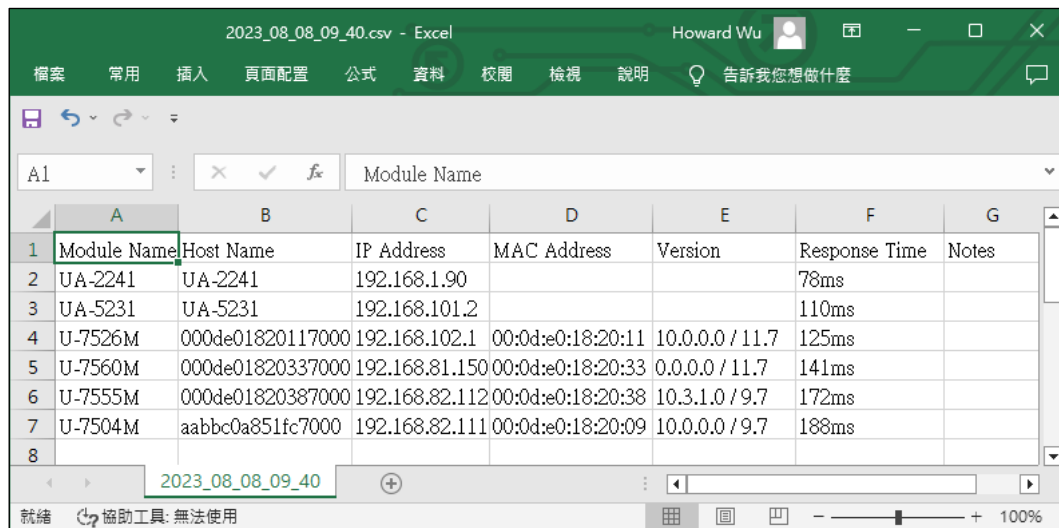 2023_08_08_09_40.csv - Excel Howard Wu
檔案 常用 插入 頁面配置 公式 資料 校閱 檢視 說明 告訴我您想做什麼
A1 fx Module Name
A B C D E F G
1 Module Name Host Name IP Address MAC Address Version Response Time Notes
2 UA-2241 UA-2241 192.168.1.90 78ms
3 UA-5231 UA-5231 192.168.101.2 110ms
4 U-7526M 000de01820117000 192.168.102.1 00:0d:e0:18:20:11 10.0.0.0 / 11.7 125ms
5 U-7560M 000de01820337000 192.168.81.150 00:0d:e0:18:20:33 0.0.0.0 / 11.7 141ms
6 U-7555M 000de01820387000 192.168.82.112 00:0d:e0:18:20:38 10.3.1.0 / 9.7 172ms
7 U-7504M aabbc0a851fc7000 192.168.82.111 00:0d:e0:18:20:09 10.0.0.0 / 9.7 188ms
8
2023_08_08_09_40
就緒 協助工具: 無法使用 100%